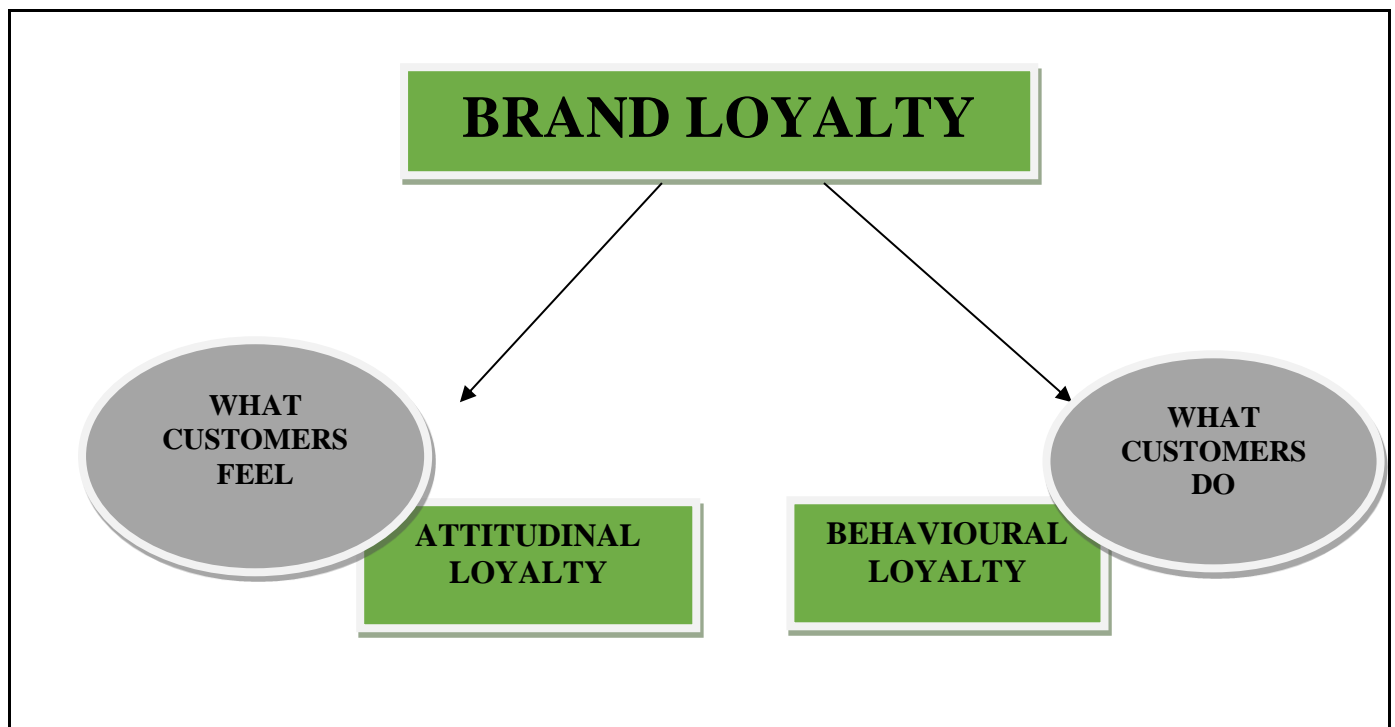 BRAND LOYALTY
WHAT
CUSTOMERS
FEEL
ATTITUDINAL
LOYALTY
BEHAVIOURAL
LOYALTY
WHAT
CUSTOMERS
DO